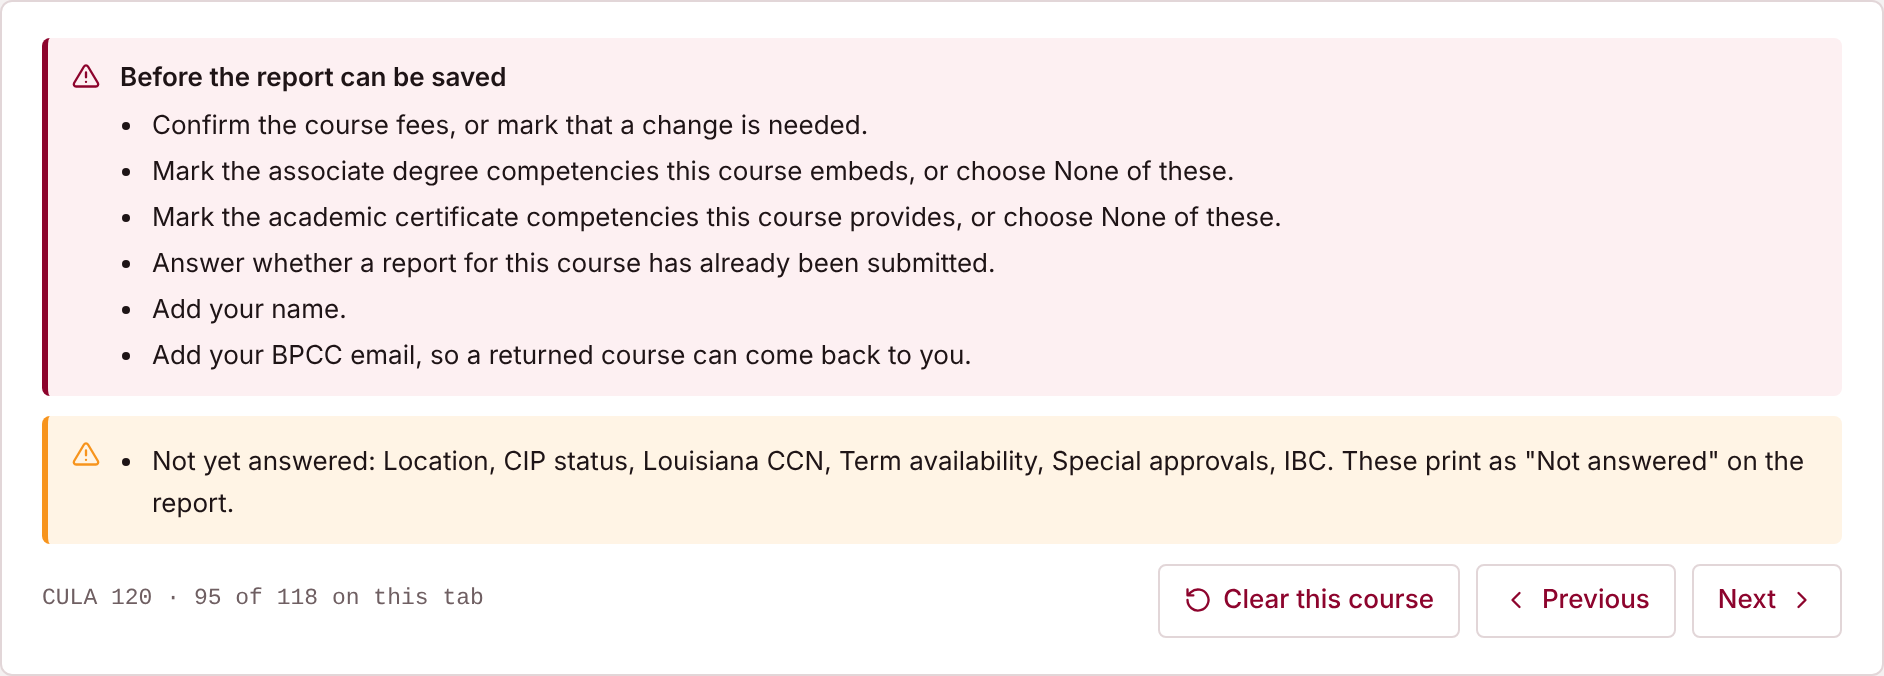 Before the report can be saved
• Confirm the course fees, or mark that a change is needed.
• Mark the associate degree competencies this course embeds, or choose None of these.
• Mark the academic certificate competencies this course provides, or choose None of these.
• Answer whether a report for this course has already been submitted.
• Add your name.
• Add your BPCC email, so a returned course can come back to you.
• Not yet answered: Location, CIP status, Louisiana CCN, Term availability, Special approvals, IBC. These print as "Not answered" on the
report.
CULA 120 · 95 of 118 on this tab
Clear this course
Previous
Next